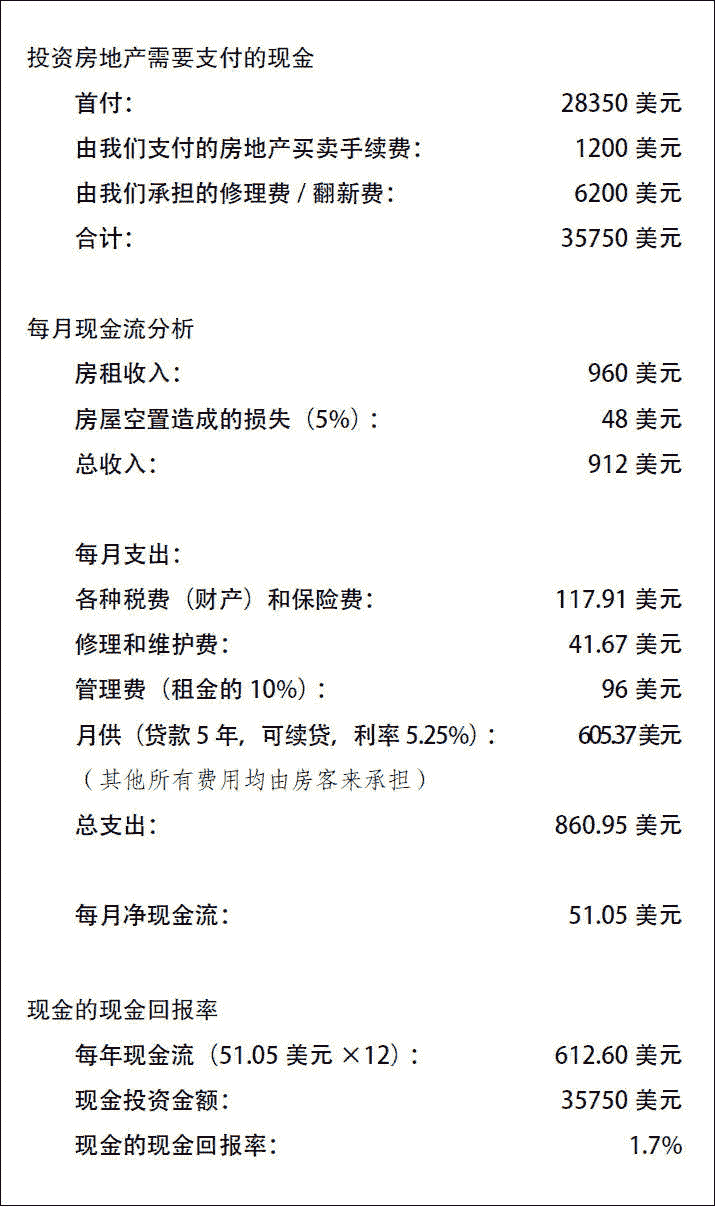 投资房地产需要支付的现金
首付： 28350 美元
由我们支付的房地产买卖手续费： 1200 美元
由我们承担的修理费 / 翻新费： 6200 美元
合计： 35750 美元
每月现金流分析
房租收入： 960 美元
房屋空置造成的损失（5%）： 48 美元
总收入： 912 美元
每月支出：
各种税费（财产）和保险费： 117.91 美元
修理和维护费： 41.67 美元
管理费（租金的 10%）： 96 美元
月供（贷款 5 年，可续贷，利率 5.25%）： 605.37 美元
（其他所有费用均由房客来承担）
总支出： 860.95 美元
每月净现金流： 51.05 美元
现金的现金回报率
每年现金流（51.05 美元 ×12）： 612.60 美元
现金投资金额： 35750 美元
现金的现金回报率： 1.7%